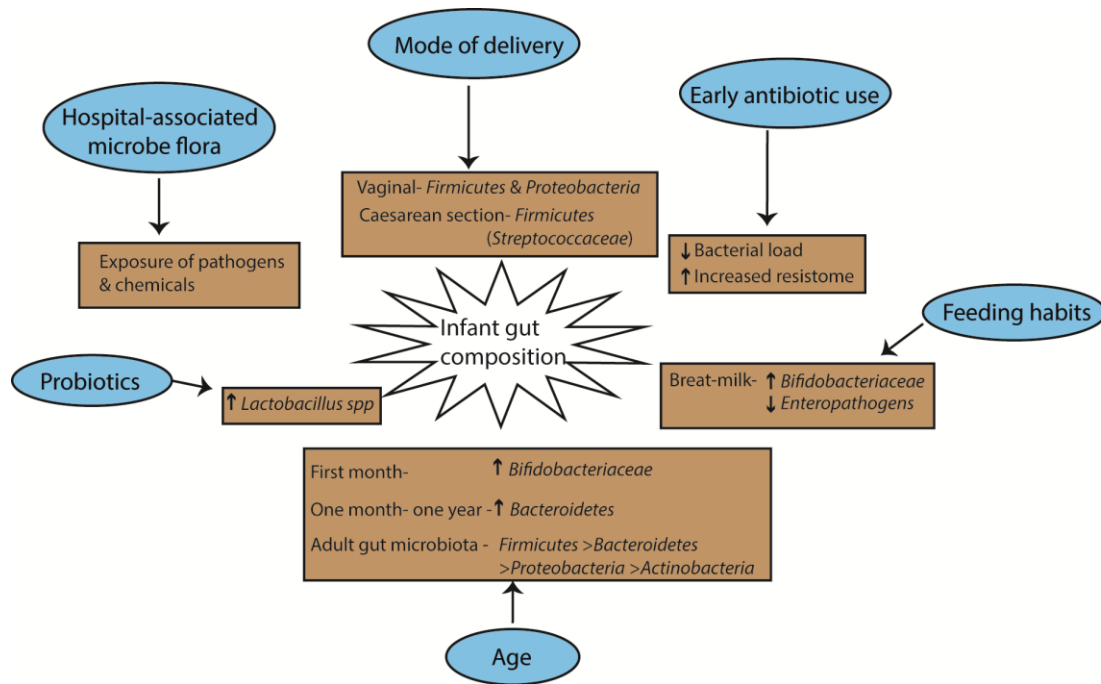 Mode of delivery
Early antibiotic use
Hospital-associated
microbe flora
Vaginal- Firmicutes & Proteobacteria
Caesarean section- Firmicutes
(Streptococcaceae)
Exposure of pathogens
& chemicals
↓ Bacterial load
↑ Increased resistome
Feeding habits
Infant gut
composition
Probiotics
↑ Lactobacillus spp
Breat-milk- ↑ Bifidobacteriaceae
↓ Enteropathogens
First month- ↑ Bifidobacteriaceae
One month- one year -↑ Bacteroidetes
Adult gut microbiota - Firmicutes >Bacteroidetes
>Proteobacteria >Actinobacteria
Age